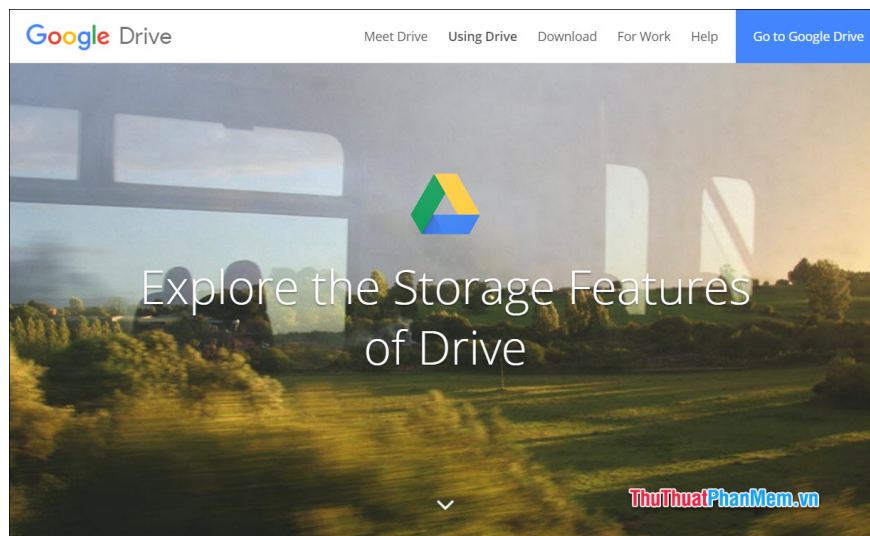 Google Drive
Meet Drive Using Drive Download For Work Help Go to Google Drive
Explore the Storage Features
of Drive
ThuThuatPhanMem.vn